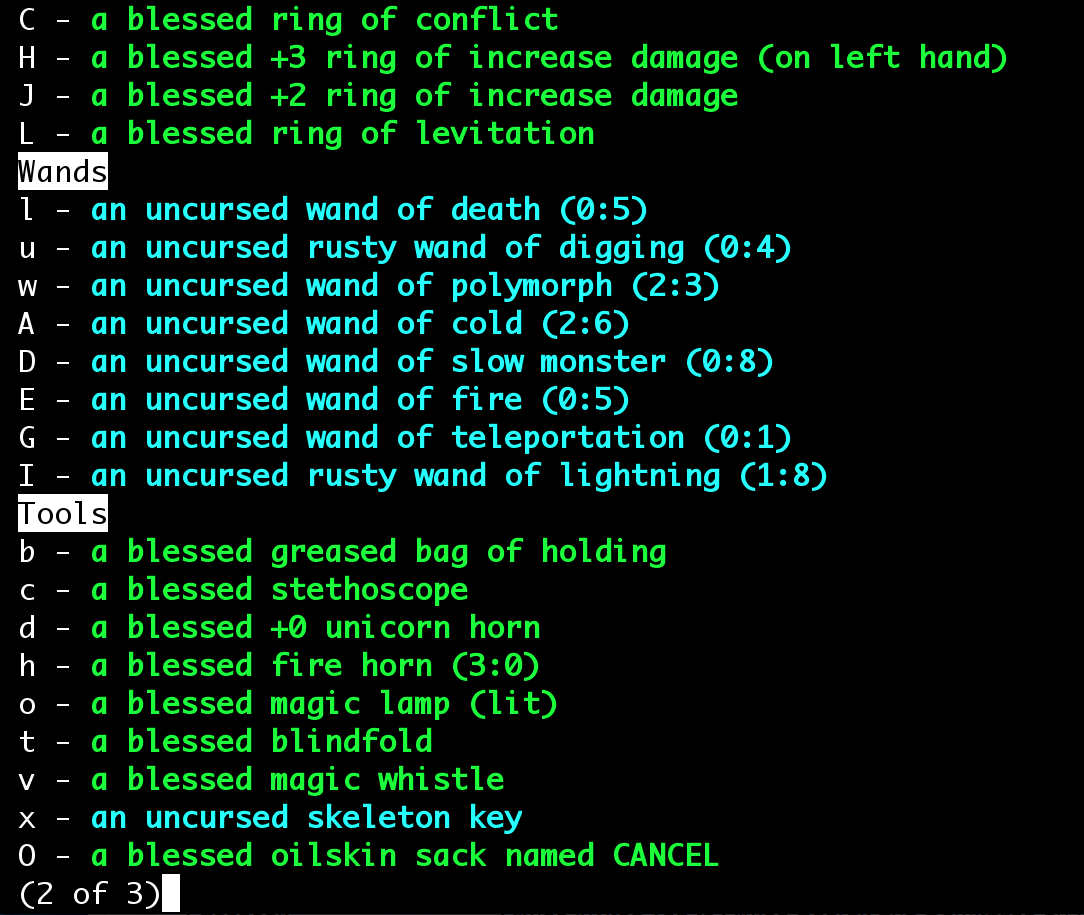 C - a blessed ring of conflict
H - a blessed +3 ring of increase damage (on left hand)
J - a blessed +2 ring of increase damage
L - a blessed ring of levitation
Wands
l - an uncursed wand of death (0:5)
u - an uncursed rusty wand of digging (0:4)
w - an uncursed wand of polymorph (2:3)
A - an uncursed wand of cold (2:6)
D - an uncursed wand of slow monster (0:8)
E - an uncursed wand of fire (0:5)
G - an uncursed wand of teleportation (0:1)
I - an uncursed rusty wand of lightning (1:8)
Tools
b - a blessed greased bag of holding
c - a blessed stethoscope
d - a blessed +0 unicorn horn
h - a blessed fire horn (3:0)
o - a blessed magic lamp (lit)
t - a blessed blindfold
v - a blessed magic whistle
x - an uncursed skeleton key
O - a blessed oilskin sack named CANCEL
(2 of 3)